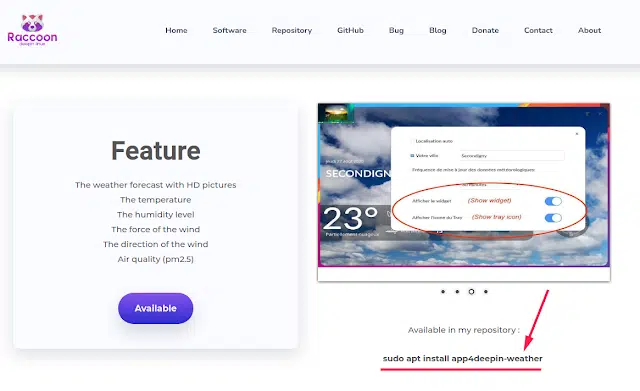 Raccoon
deepin linux
Home Software Repository GitHub Bug Blog Donate Contact About
Feature
The weather forecast with HD pictures
The temperature
The humidity level
The force of the wind
The direction of the wind
Air quality (pm2.5)
Available
SECONDIGNY
23°
Partiellement nuageux
Localisation auto
Votre ville Secondigny
Fréquence de mise à jour des données météorologiques
Afficher le widget (Show widget)
Afficher l'icone du Tray (Show tray icon)
Available in my repository :
sudo apt install app4deepin-weather